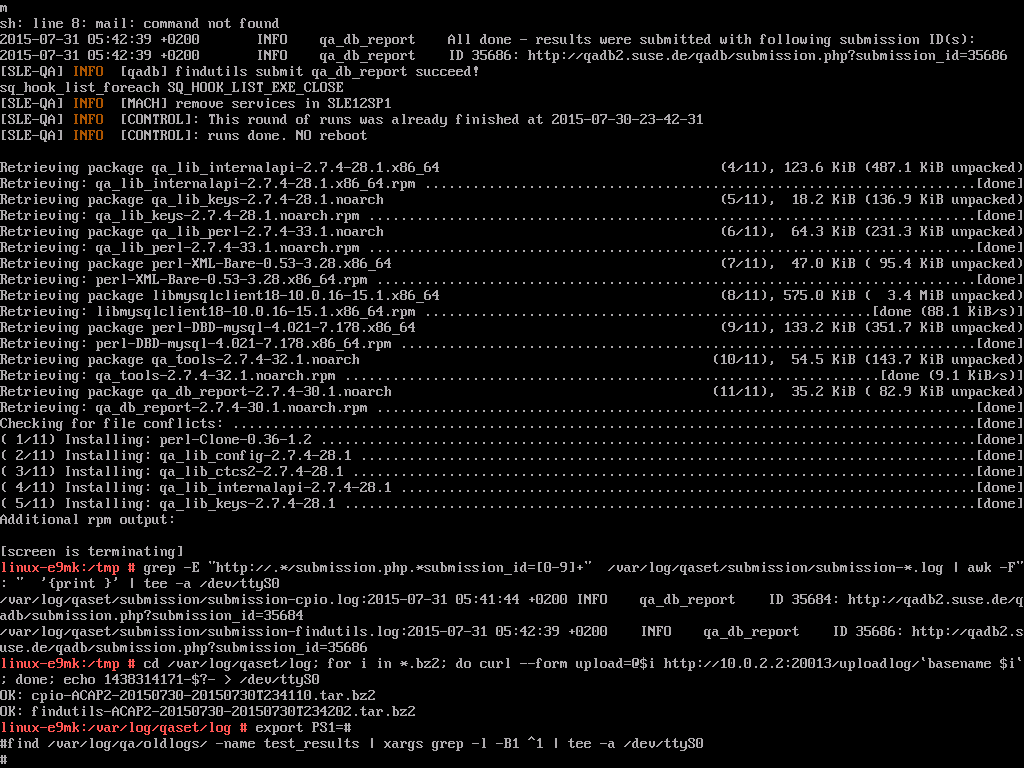 m
sh: line 8: mail: command not found
2015-07-31 05:42:39 +0200       INFO    qa_db_report    All done - results were submitted with following submission ID(s):
2015-07-31 05:42:39 +0200       INFO    qa_db_report    ID 35686: http://qadb2.suse.de/qadb/submission.php?submission_id=35686
[SLE-QA] INFO  [qadb] findutils submit qa_db_report succeed!
sq_hook_list_foreach SQ_HOOK_LIST_EXE_CLOSE
[SLE-QA] INFO  [MACH] remove services in SLE12SP1
[SLE-QA] INFO  [CONTROL]: This round of runs was already finished at 2015-07-30-23-42-31
[SLE-QA] INFO  [CONTROL]: runs done. NO reboot
Retrieving package qa_lib_internalapi-2.7.4-28.1.x86_64                                   (4/11), 123.6 KiB (487.1 KiB unpacked)
Retrieving: qa_lib_internalapi-2.7.4-28.1.x86_64.rpm .....................................................................[done]
Retrieving package qa_lib_keys-2.7.4-28.1.noarch                                          (5/11),  18.2 KiB (136.9 KiB unpacked)
Retrieving: qa_lib_keys-2.7.4-28.1.noarch.rpm ............................................................................[done]
Retrieving package qa_lib_perl-2.7.4-33.1.noarch                                          (6/11),  64.3 KiB (231.3 KiB unpacked)
Retrieving: qa_lib_perl-2.7.4-33.1.noarch.rpm ............................................................................[done]
Retrieving package perl-XML-Bare-0.53-3.28.x86_64                                         (7/11),  47.0 KiB ( 95.4 KiB unpacked)
Retrieving: perl-XML-Bare-0.53-3.28.x86_64.rpm ...........................................................................[done]
Retrieving package libmysqlclient18-10.0.16-15.1.x86_64                                   (8/11), 575.0 KiB (  3.4 MiB unpacked)
Retrieving: libmysqlclient18-10.0.16-15.1.x86_64.rpm ........................................................[done (88.1 KiB/s)]
Retrieving package perl-DBD-mysql-4.021-7.178.x86_64                                      (9/11), 133.2 KiB (351.7 KiB unpacked)
Retrieving: perl-DBD-mysql-4.021-7.178.x86_64.rpm ........................................................................[done]
Retrieving package qa_tools-2.7.4-32.1.noarch                                            (10/11),  54.5 KiB (143.7 KiB unpacked)
Retrieving: qa_tools-2.7.4-32.1.noarch.rpm ...................................................................[done (9.1 KiB/s)]
Retrieving package qa_db_report-2.7.4-30.1.noarch                                        (11/11),  35.2 KiB ( 82.9 KiB unpacked)
Retrieving: qa_db_report-2.7.4-30.1.noarch.rpm ...........................................................................[done]
Checking for file conflicts: .............................................................................................[done]
( 1/11) Installing: perl-Clone-0.36-1.2 ..................................................................................[done]
( 2/11) Installing: qa_lib_config-2.7.4-28.1 .............................................................................[done]
( 3/11) Installing: qa_lib_ctcs2-2.7.4-28.1 ..............................................................................[done]
( 4/11) Installing: qa_lib_internalapi-2.7.4-28.1 ........................................................................[done]
( 5/11) Installing: qa_lib_keys-2.7.4-28.1 ...............................................................................[done]
Additional rpm output:
[screen is terminating]
linux-e9mk:/tmp # grep -E "http://.*/submission.php.*submission_id=[0-9]+"  /var/log/qaset/submission/submission-*.log | awk -F"
: "  '{print }' | tee -a /dev/ttyS0
/var/log/qaset/submission/submission-cpio.log:2015-07-31 05:41:44 +0200 INFO    qa_db_report    ID 35684: http://qadb2.suse.de/q
adb/submission.php?submission_id=35684
/var/log/qaset/submission/submission-findutils.log:2015-07-31 05:42:39 +0200    INFO    qa_db_report    ID 35686: http://qadb2.s
use.de/qadb/submission.php?submission_id=35686
linux-e9mk:/tmp # cd /var/log/qaset/log; for i in *.bz2; do curl --form upload=@$i http://10.0.2.2:20013/uploadlog/`basename $i`
; done; echo 1438314171-$?- > /dev/ttyS0
OK: cpio-ACAP2-20150730-20150730T234110.tar.bz2
OK: findutils-ACAP2-20150730-20150730T234202.tar.bz2
linux-e9mk:/var/log/qaset/log # export PS1=#
#find /var/log/qa/oldlogs/ -name test_results | xargs grep -l -B1 ^1 | tee -a /dev/ttyS0
#